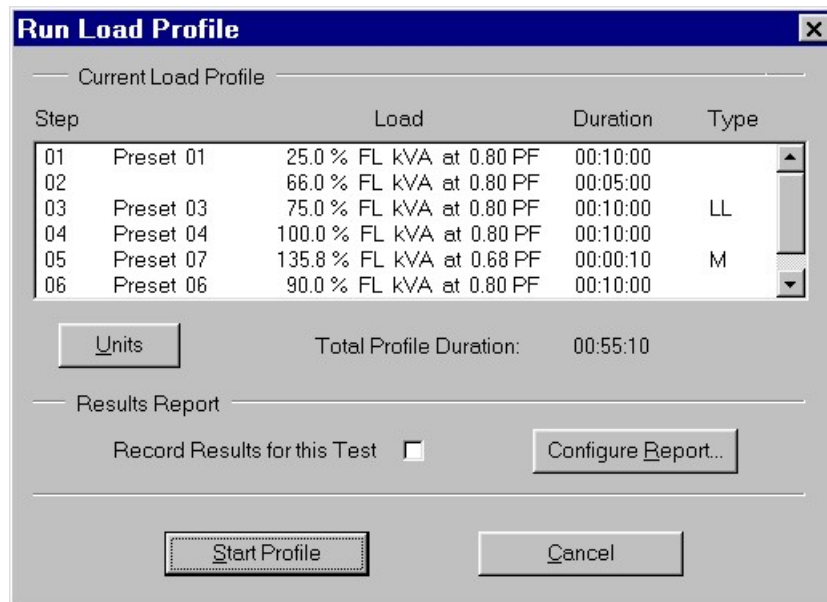 Run Load Profile
Current Load Profile
Step Load Duration Type
01 Preset 01 25.0 % FL kVA at 0.80 PF 00:10:00
02 66.0 % FL kVA at 0.80 PF 00:05:00
03 Preset 03 75.0 % FL kVA at 0.80 PF 00:10:00 LL
04 Preset 04 100.0 % FL kVA at 0.80 PF 00:10:00
05 Preset 07 135.8 % FL kVA at 0.68 PF 00:00:10 M
06 Preset 06 90.0 % FL kVA at 0.80 PF 00:10:00
Units Total Profile Duration: 00:55:10
Results Report
Record Results for this Test Configure Report...
Start Profile Cancel